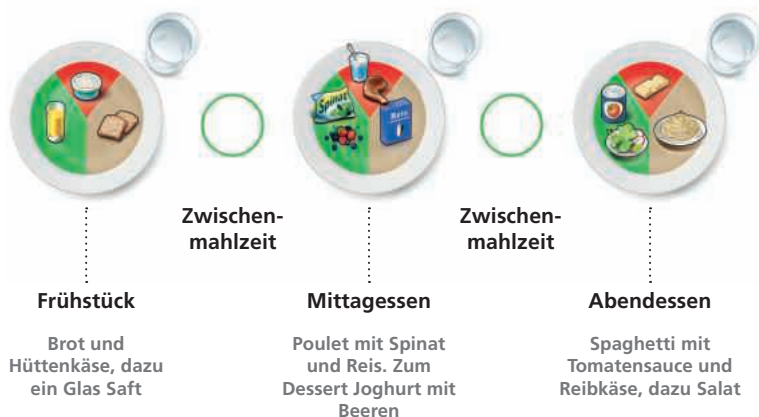 Spinat
Reis
Zwischen-
mahlzeit
Zwischen-
mahlzeit
Frühstück
Mittagessen
Abendessen
Brot und
Hüttenkäse, dazu
ein Glas Saft
Poulet mit Spinat
und Reis. Zum
Dessert Joghurt mit
Beeren
Spaghetti mit
Tomatensauce und
Reibkäse, dazu Salat